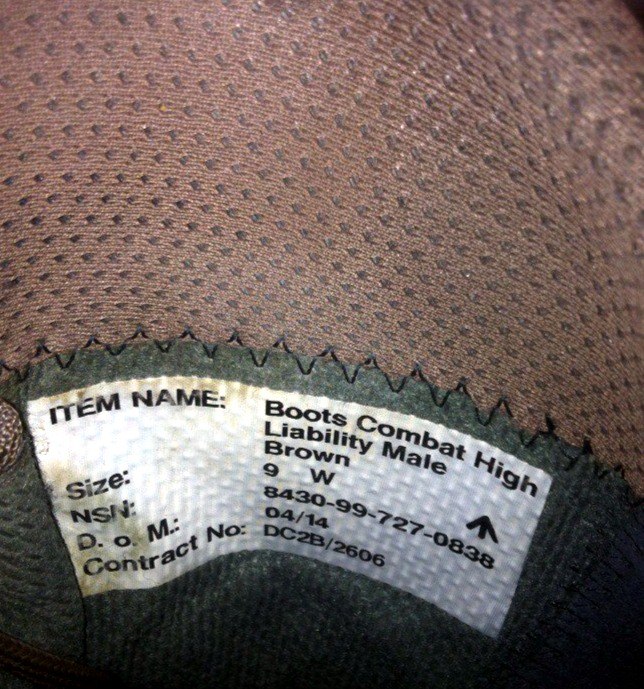 ITEM NAME: Boots Combat High
Liability Male
Brown
Size: 9 W
NSN: 8430-99-727-0838
D. o. M.: 04/14
Contract No: DC2B/2606